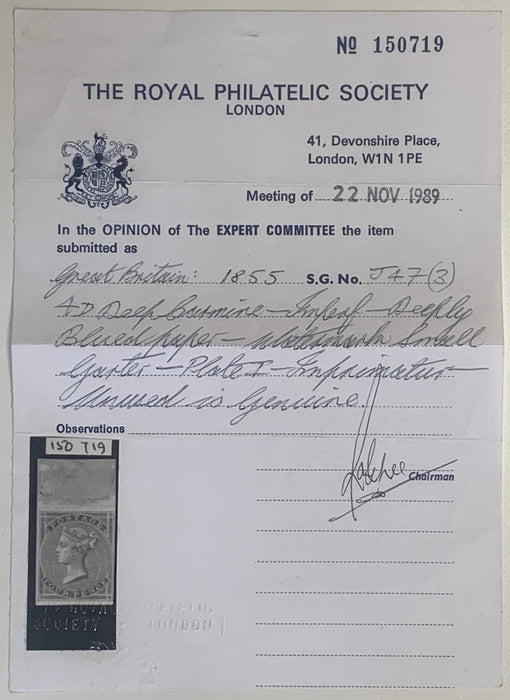 No 150719
THE ROYAL PHILATELIC SOCIETY
LONDON
41, Devonshire Place,
London, W1N 1PE
Meeting of 22 NOV 1989
In the OPINION of The EXPERT COMMITTEE the item
submitted as
Great Britain: 1855 S.G. No. J47(3)
4D Deep Carmine - Imperf - Deeply
Blued paper - Watermark Small
Garter - Plate I - Imprimatur -
Unused is Genuine.
Observations
Chairman
150 719
POSTAGE
FOUR PENCE
SOCIETY LONDON